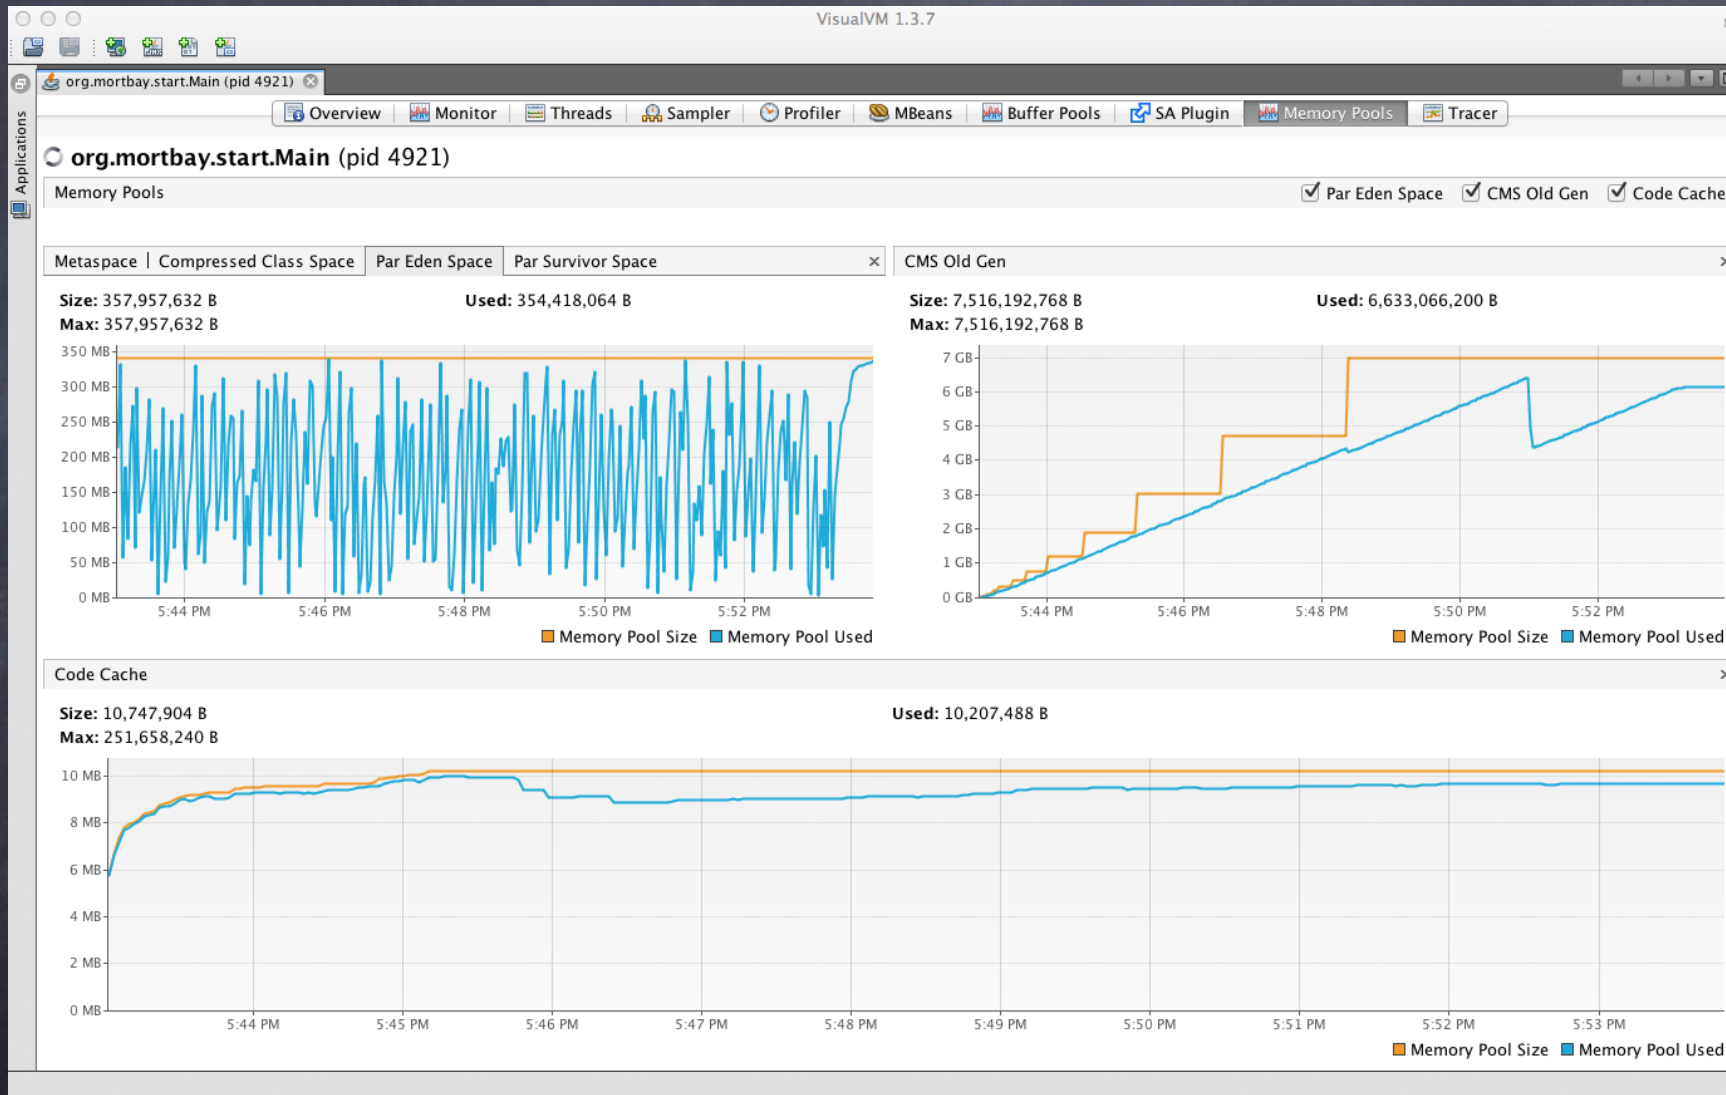 VisualVM 1.3.7
org.mortbay.start.Main (pid 4921)
Applications
Overview Monitor Threads Sampler Profiler MBeans Buffer Pools SA Plugin Memory Pools Tracer
org.mortbay.start.Main (pid 4921)
Memory Pools
Par Eden Space CMS Old Gen Code Cache
Metaspace | Compressed Class Space Par Eden Space Par Survivor Space
Size: 357,957,632 B Used: 354,418,064 B
Max: 357,957,632 B
350 MB
300 MB
250 MB
200 MB
150 MB
100 MB
50 MB
0 MB
5:44 PM 5:46 PM 5:48 PM 5:50 PM 5:52 PM
Memory Pool Size Memory Pool Used
CMS Old Gen
Size: 7,516,192,768 B Used: 6,633,066,200 B
Max: 7,516,192,768 B
7 GB
6 GB
5 GB
4 GB
3 GB
2 GB
1 GB
0 GB
5:44 PM 5:46 PM 5:48 PM 5:50 PM 5:52 PM
Memory Pool Size Memory Pool Used
Code Cache
Size: 10,747,904 B Used: 10,207,488 B
Max: 251,658,240 B
10 MB
8 MB
6 MB
4 MB
2 MB
0 MB
5:44 PM 5:45 PM 5:46 PM 5:47 PM 5:48 PM 5:49 PM 5:50 PM 5:51 PM 5:52 PM 5:53 PM
Memory Pool Size Memory Pool Used